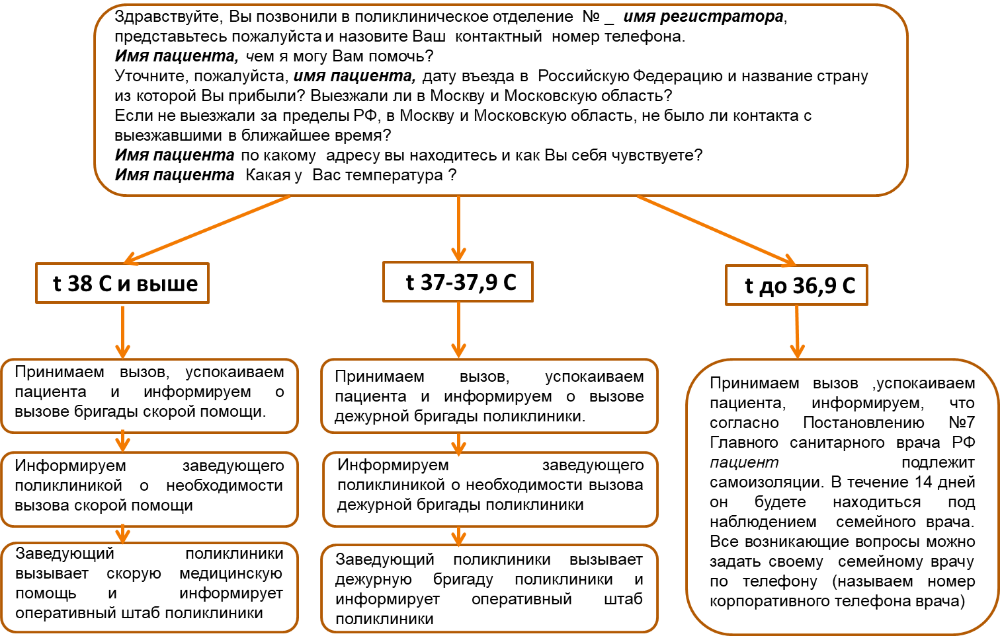 Здравствуйте, Вы позвонили в поликлиническое отделение № _ имя регистратора,
представьтесь пожалуйста и назовите Ваш контактный номер телефона.
Имя пациента, чем я могу Вам помочь?
Уточните, пожалуйста, имя пациента, дату въезда в Российскую Федерацию и название страну
из которой Вы прибыли? Выезжали ли в Москву и Московскую область?
Если не выезжали за пределы РФ, в Москву и Московскую область, не было ли контакта с
выезжавшими в ближайшее время?
Имя пациента по какому адресу вы находитесь и как Вы себя чувствуете?
Имя пациента Какая у Вас температура ?
t 38 С и выше
Принимаем вызов, успокаиваем
пациента и информируем о
вызове бригады скорой помощи.
Информируем заведующего
поликлиникой о необходимости
вызова скорой помощи
Заведующий поликлиники
вызывает скорую медицинскую
помощь и информирует
оперативный штаб поликлиники
t 37-37,9 С
Принимаем вызов, успокаиваем
пациента и информируем о вызове
дежурной бригады поликлиники.
Информируем заведующего
поликлиникой о необходимости вызова
дежурной бригады поликлиники
Заведующий поликлиники вызывает
дежурную бригаду поликлиники и
информирует оперативный штаб
поликлиники
t до 36,9 С
Принимаем вызов ,успокаиваем
пациента, информируем, что
согласно Постановлению №7
Главного санитарного врача РФ
пациент подлежит
самоизоляции. В течение 14 дней
он будете находиться под
наблюдением семейного врача.
Все возникающие вопросы можно
задать своему семейному врачу
по телефону (называем номер
корпоративного телефона врача)